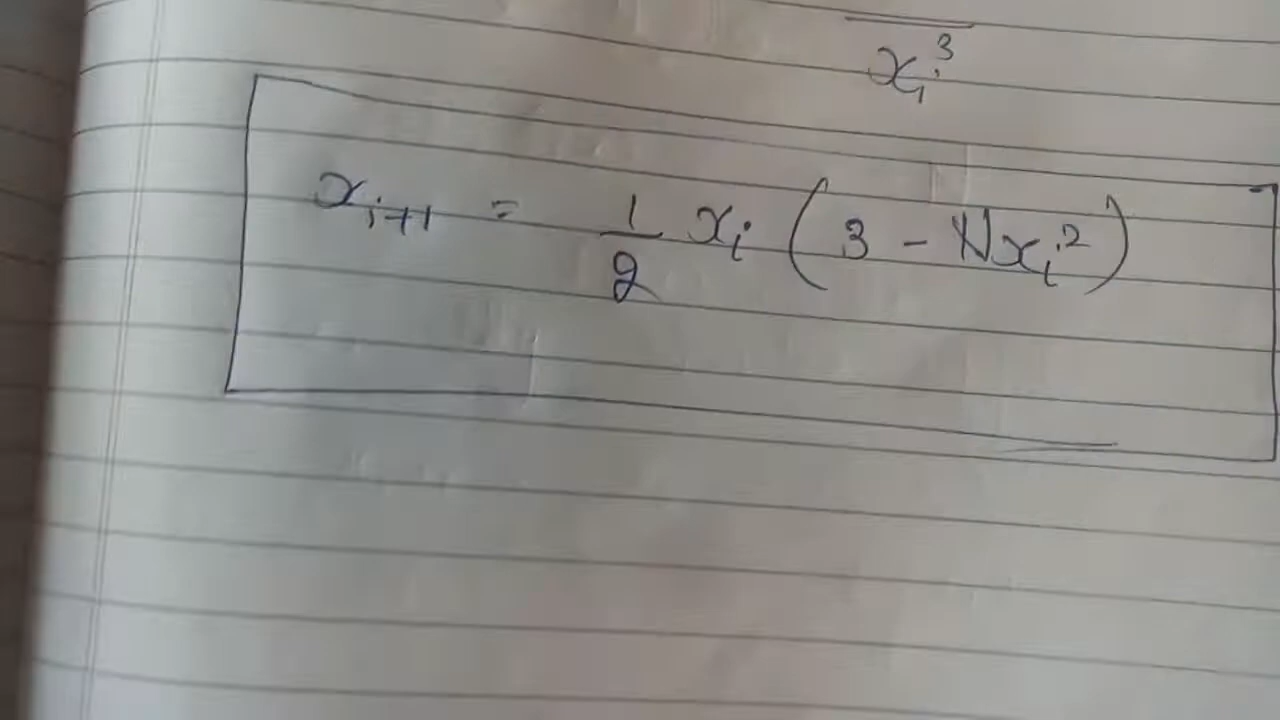 xᵢ³
xᵢ₊₁ = 1/2 xᵢ (3 - Nxᵢ²)